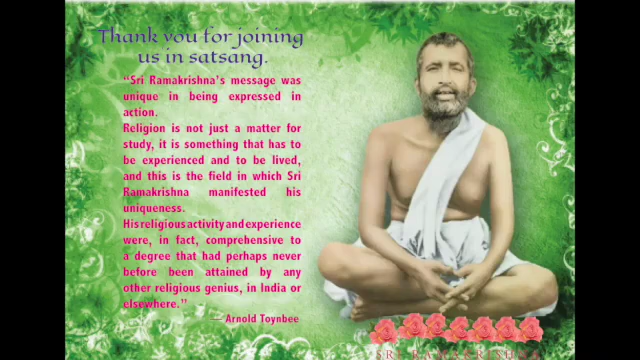 Thank you for joining
us in satsang.
“Sri Ramakrishna's message was
unique in being expressed in
action.
Religion is not just a matter for
study, it is something that has to
be experienced and to be lived,
and this is the field in which Sri
Ramakrishna manifested his
uniqueness.
His religious activity and experience
were, in fact, comprehensive to
a degree that had perhaps never
before been attained by any
other religious genius, in India or
elsewhere.”
— Arnold Toynbee